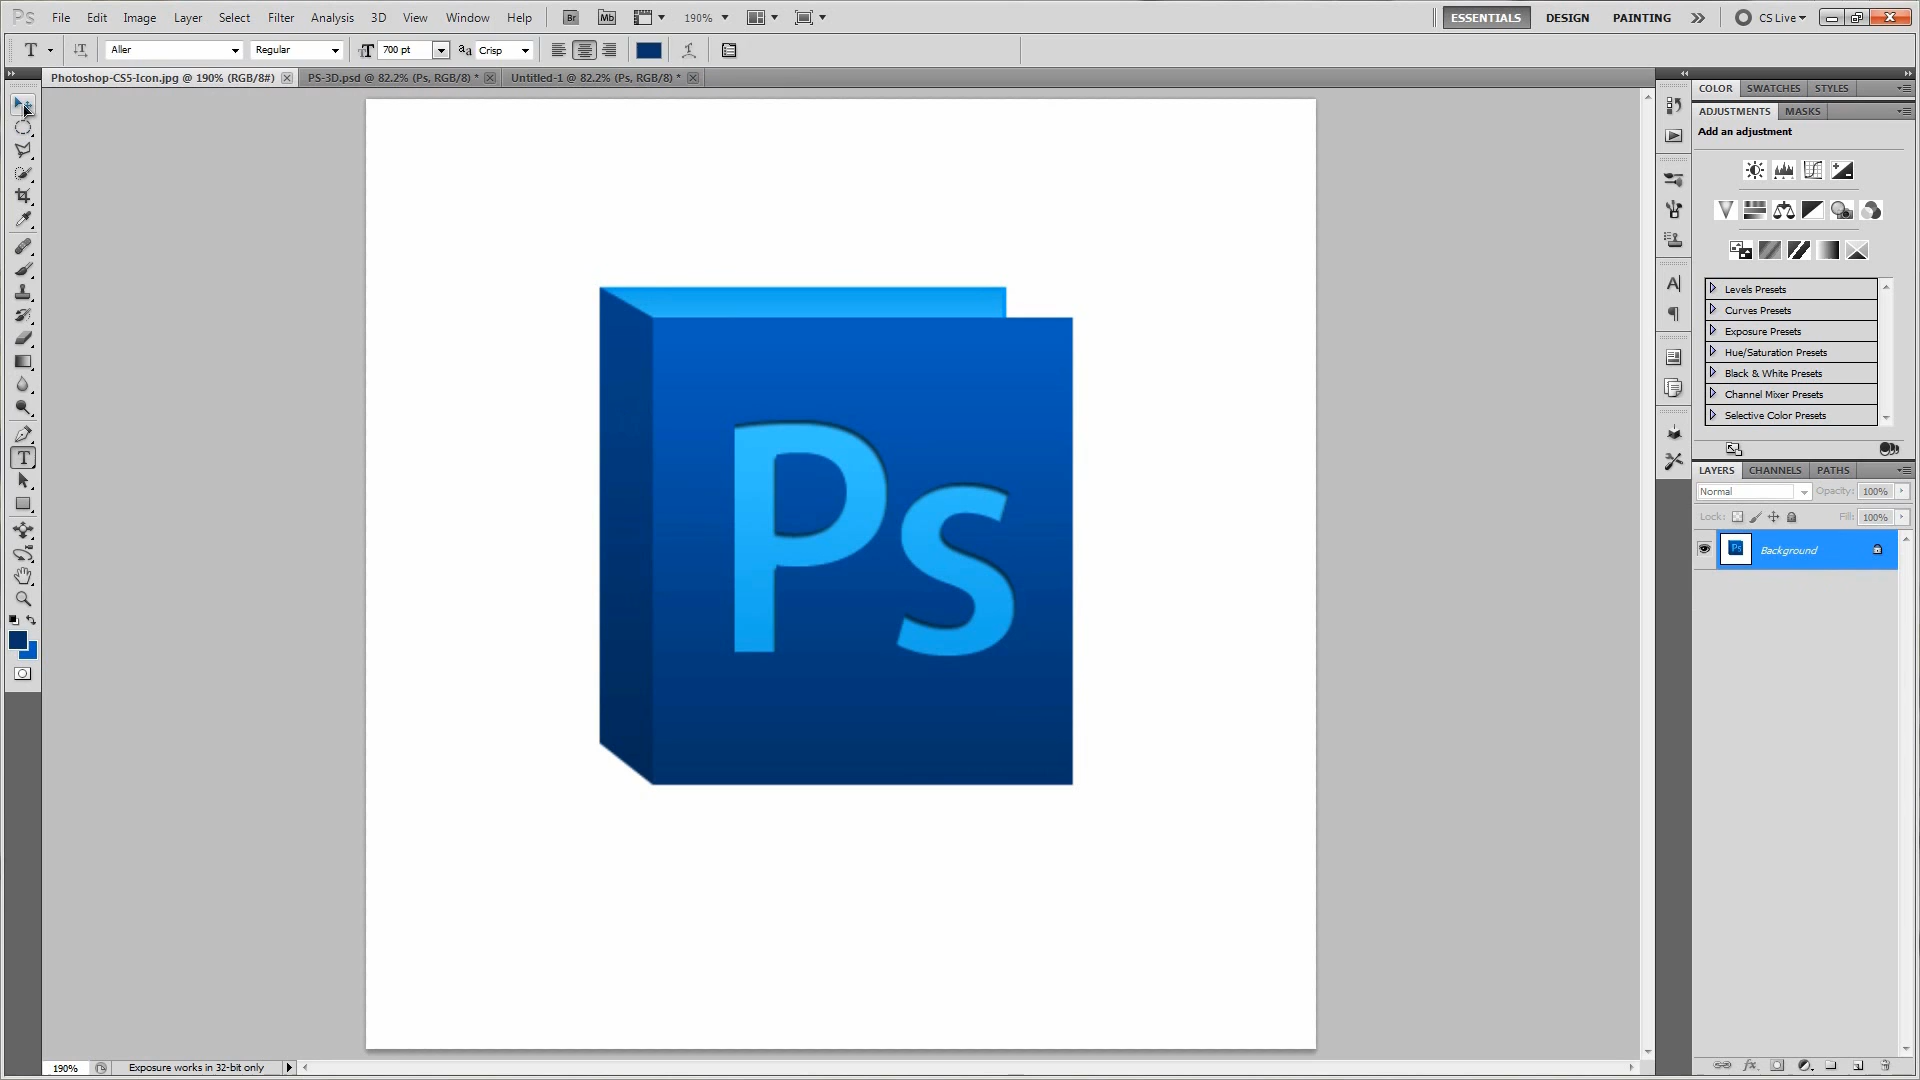 Ps File Edit Image Layer Select Filter Analysis 3D View Window Help Br Mb 190% ESSENTIALS DESIGN PAINTING CS Live
T T Aller Regular T 700 pt aa Crisp
Photoshop-CS5-Icon.jpg @ 190% (RGB/8#) PS-3D.psd @ 82.2% (Ps, RGB/8) * Untitled-1 @ 82.2% (Ps, RGB/8) *
COLOR SWATCHES STYLES
ADJUSTMENTS MASKS
Add an adjustment
Levels Presets
Curves Presets
Exposure Presets
Hue/Saturation Presets
Black & White Presets
Channel Mixer Presets
Selective Color Presets
Ps
LAYERS CHANNELS PATHS
Normal Opacity: 100%
Lock: Fill: 100%
Ps Background
190% Exposure works in 32-bit only